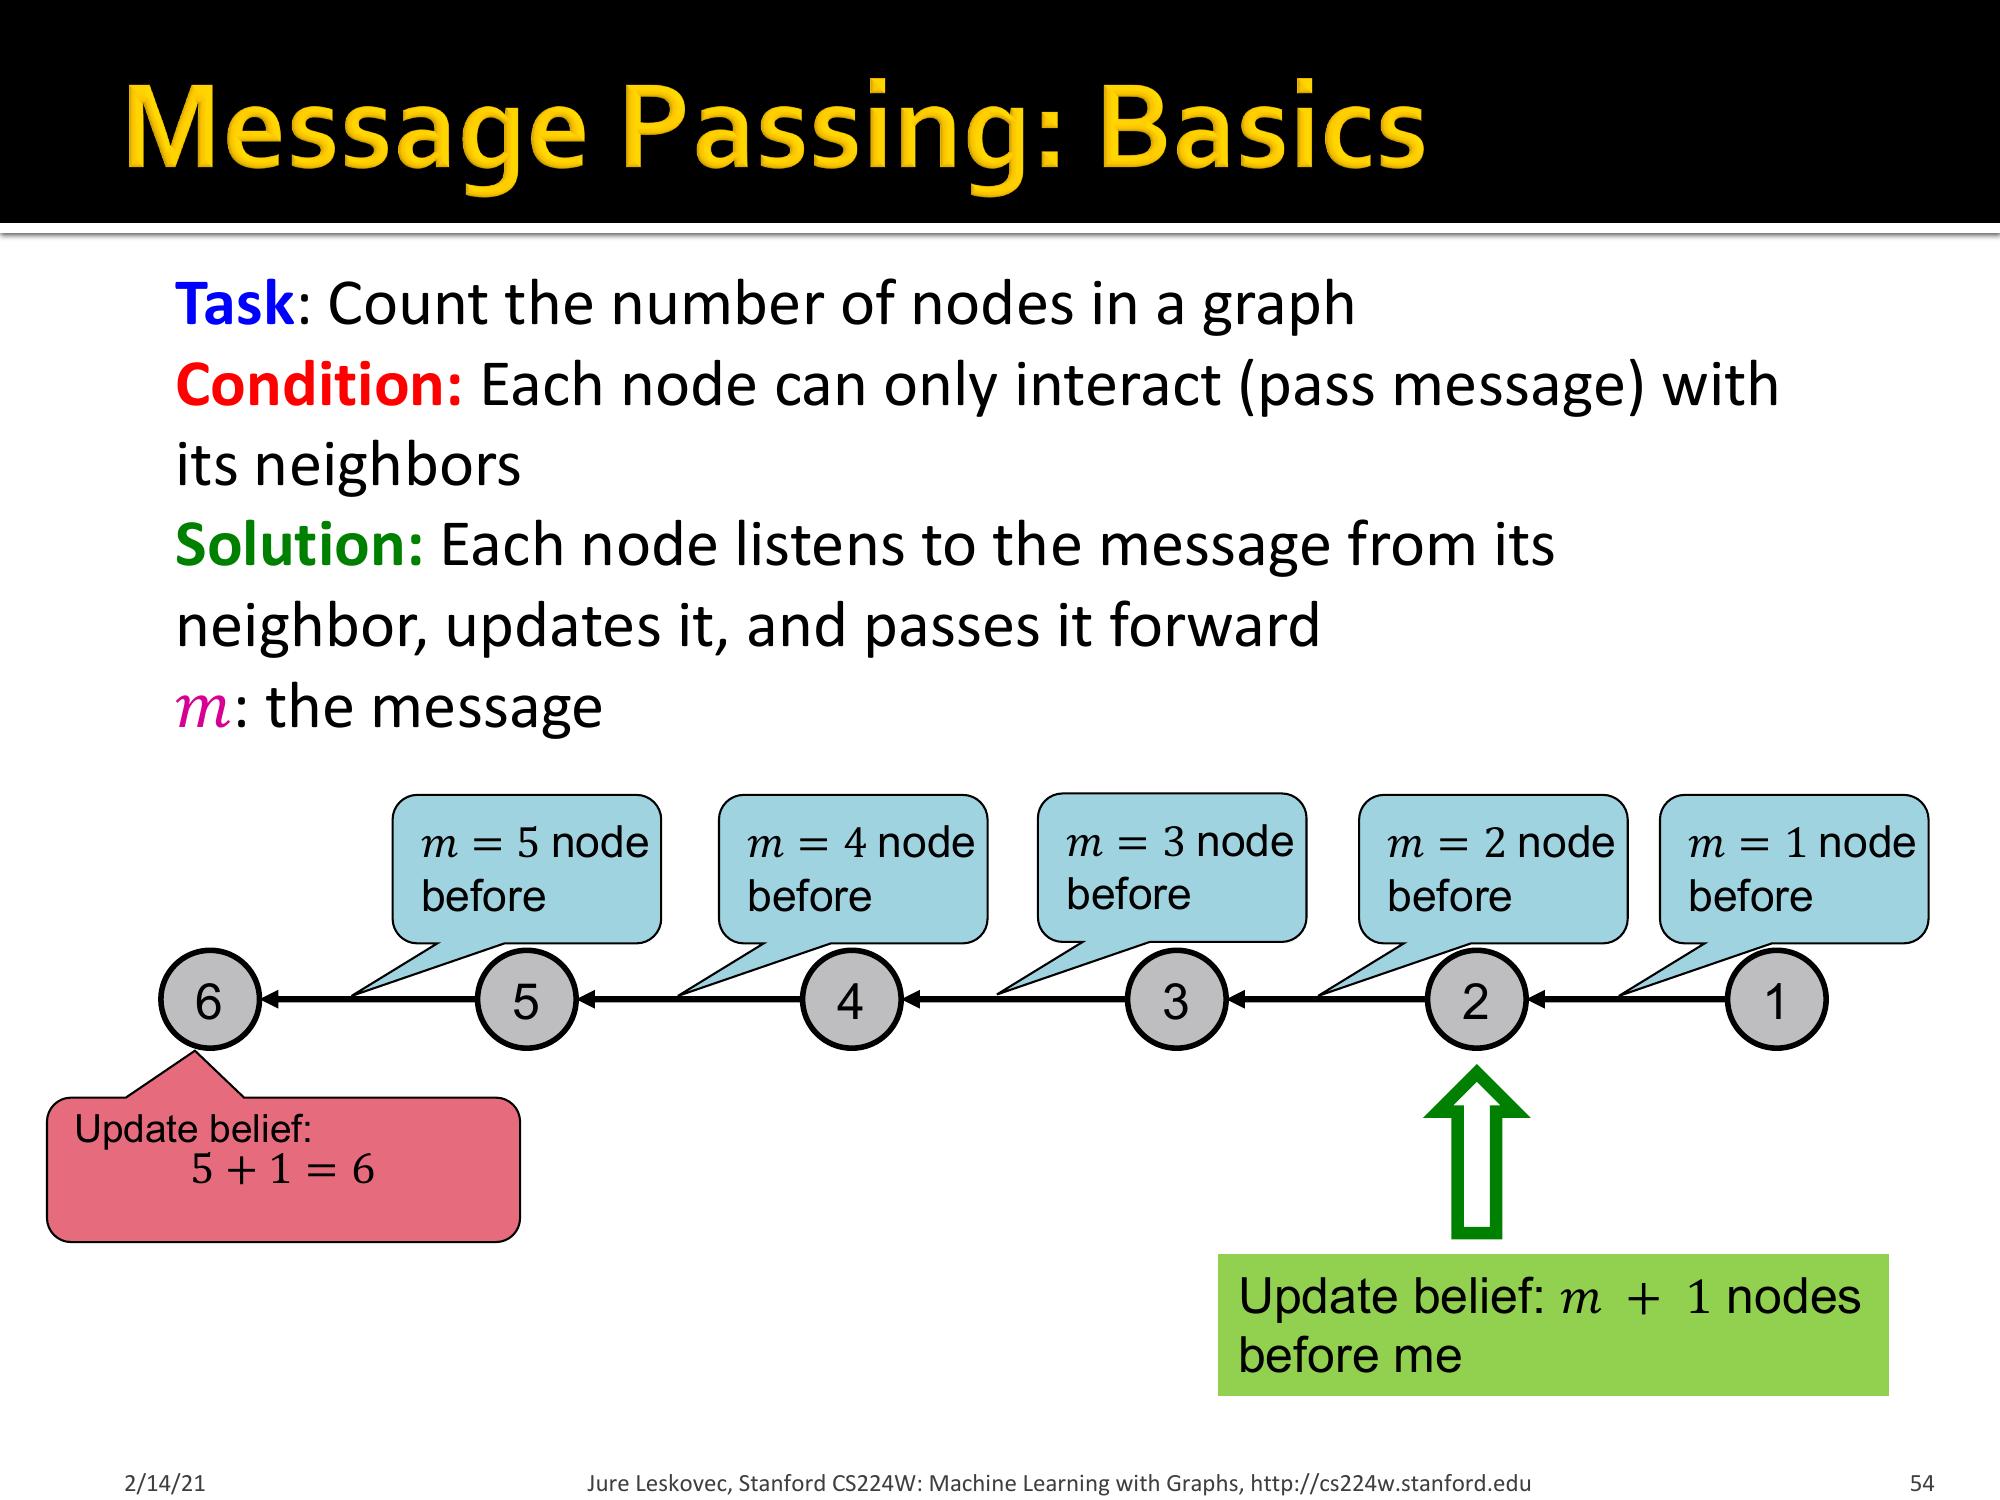 Message Passing: Basics
Task: Count the number of nodes in a graph
Condition: Each node can only interact (pass message) with
its neighbors
Solution: Each node listens to the message from its
neighbor, updates it, and passes it forward
m: the message
m = 5 node
before
m = 4 node
before
m = 3 node
before
m = 2 node
before
m = 1 node
before
6
5
4
3
2
1
Update belief:
5 + 1 = 6
Update belief: m + 1 nodes
before me
2/14/21
Jure Leskovec, Stanford CS224W: Machine Learning with Graphs, http://cs224w.stanford.edu
54